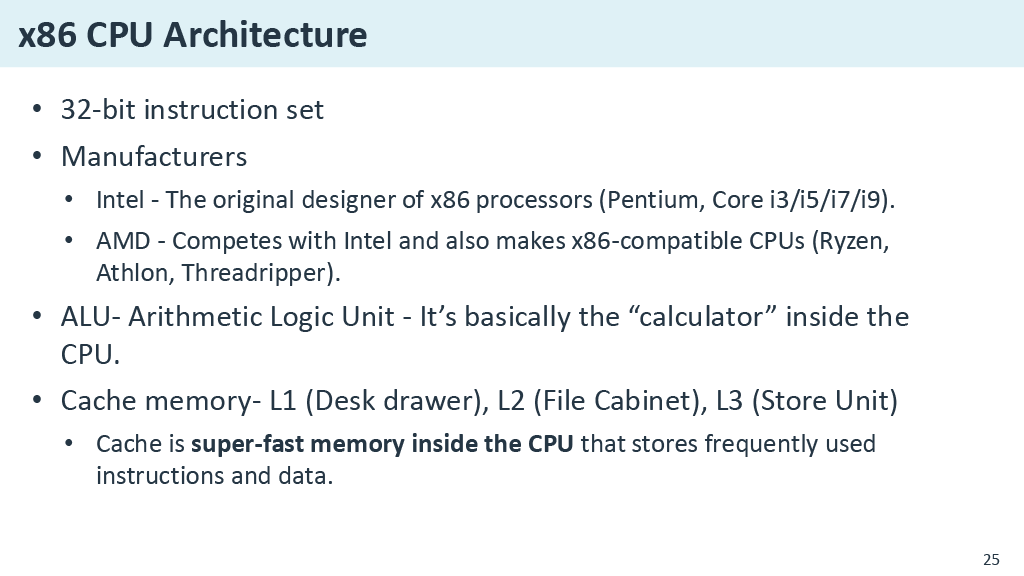 x86 CPU Architecture
• 32-bit instruction set
• Manufacturers
• Intel - The original designer of x86 processors (Pentium, Core i3/i5/i7/i9).
• AMD - Competes with Intel and also makes x86-compatible CPUs (Ryzen,
Athlon, Threadripper).
• ALU- Arithmetic Logic Unit - It’s basically the “calculator” inside the
CPU.
• Cache memory- L1 (Desk drawer), L2 (File Cabinet), L3 (Store Unit)
• Cache is super-fast memory inside the CPU that stores frequently used
instructions and data.
25